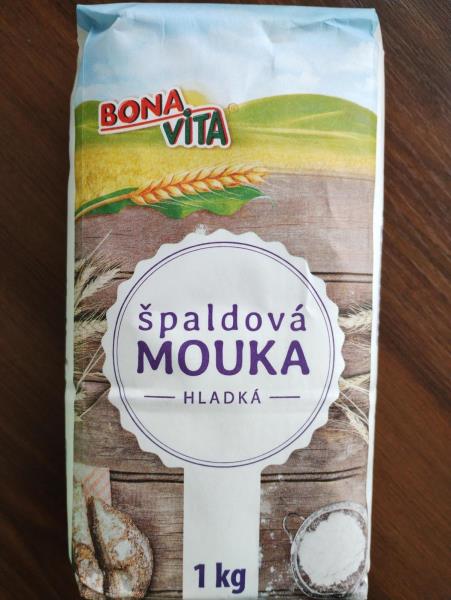 BONA
VITA
®
špaldová
MOUKA
HLADKÁ
1 kg